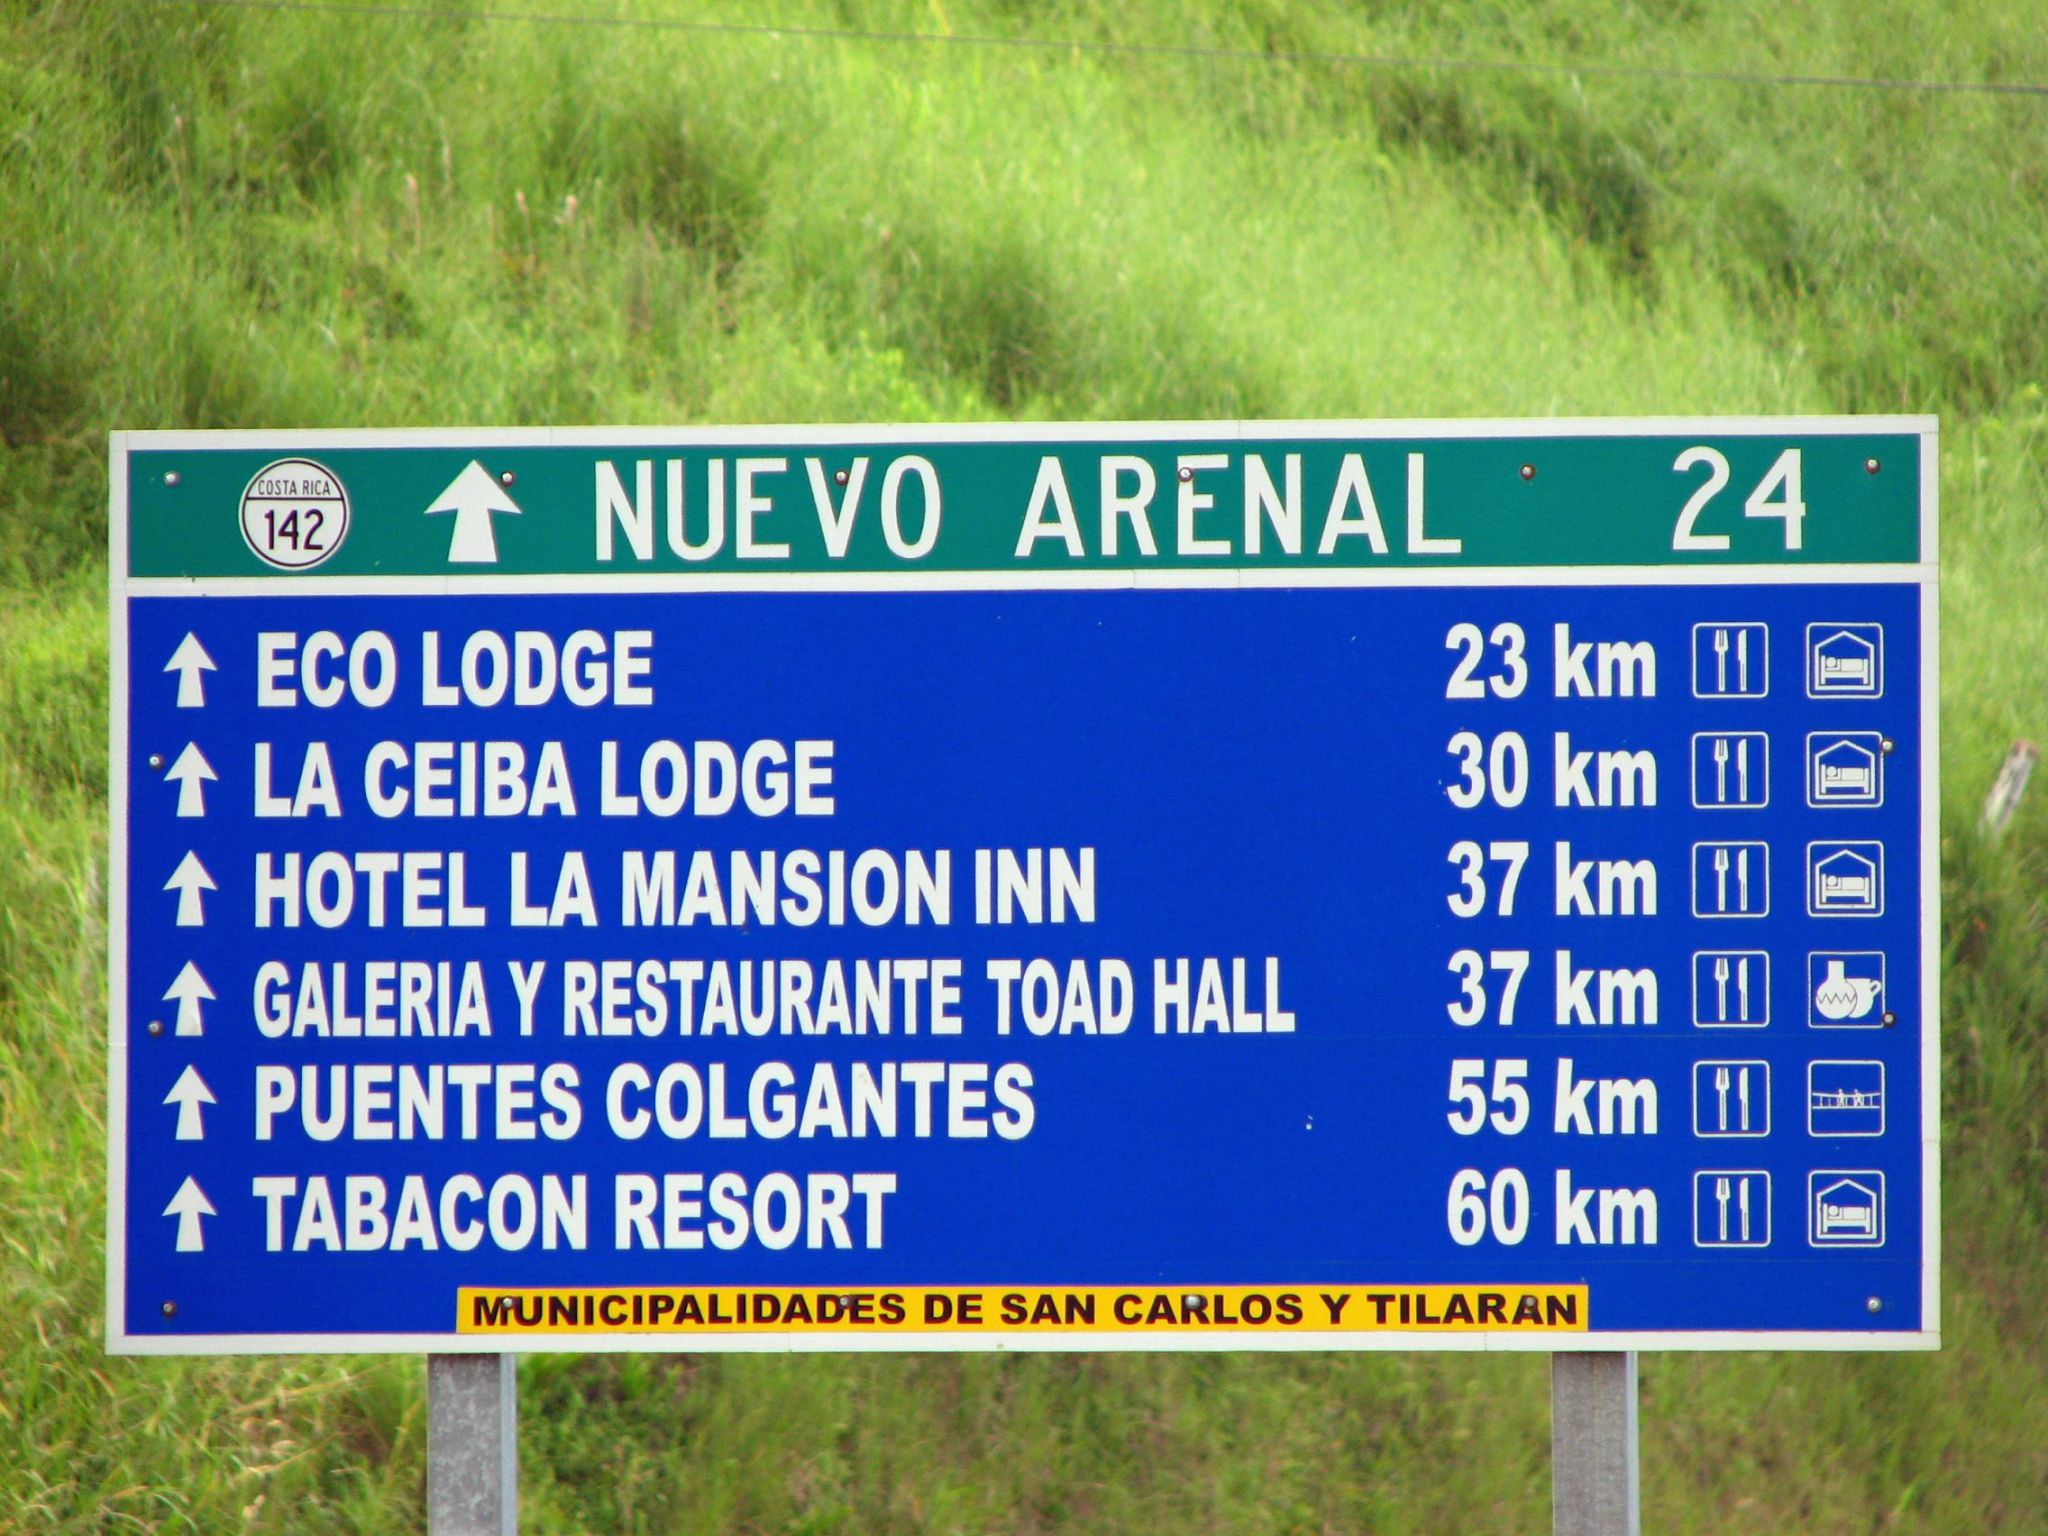 COSTA RICA
142
NUEVO ARENAL 24
ECO LODGE 23 km
LA CEIBA LODGE 30 km
HOTEL LA MANSION INN 37 km
GALERIA Y RESTAURANTE TOAD HALL 37 km
PUENTES COLGANTES 55 km
TABACON RESORT 60 km
MUNICIPALIDADES DE SAN CARLOS Y TILARAN